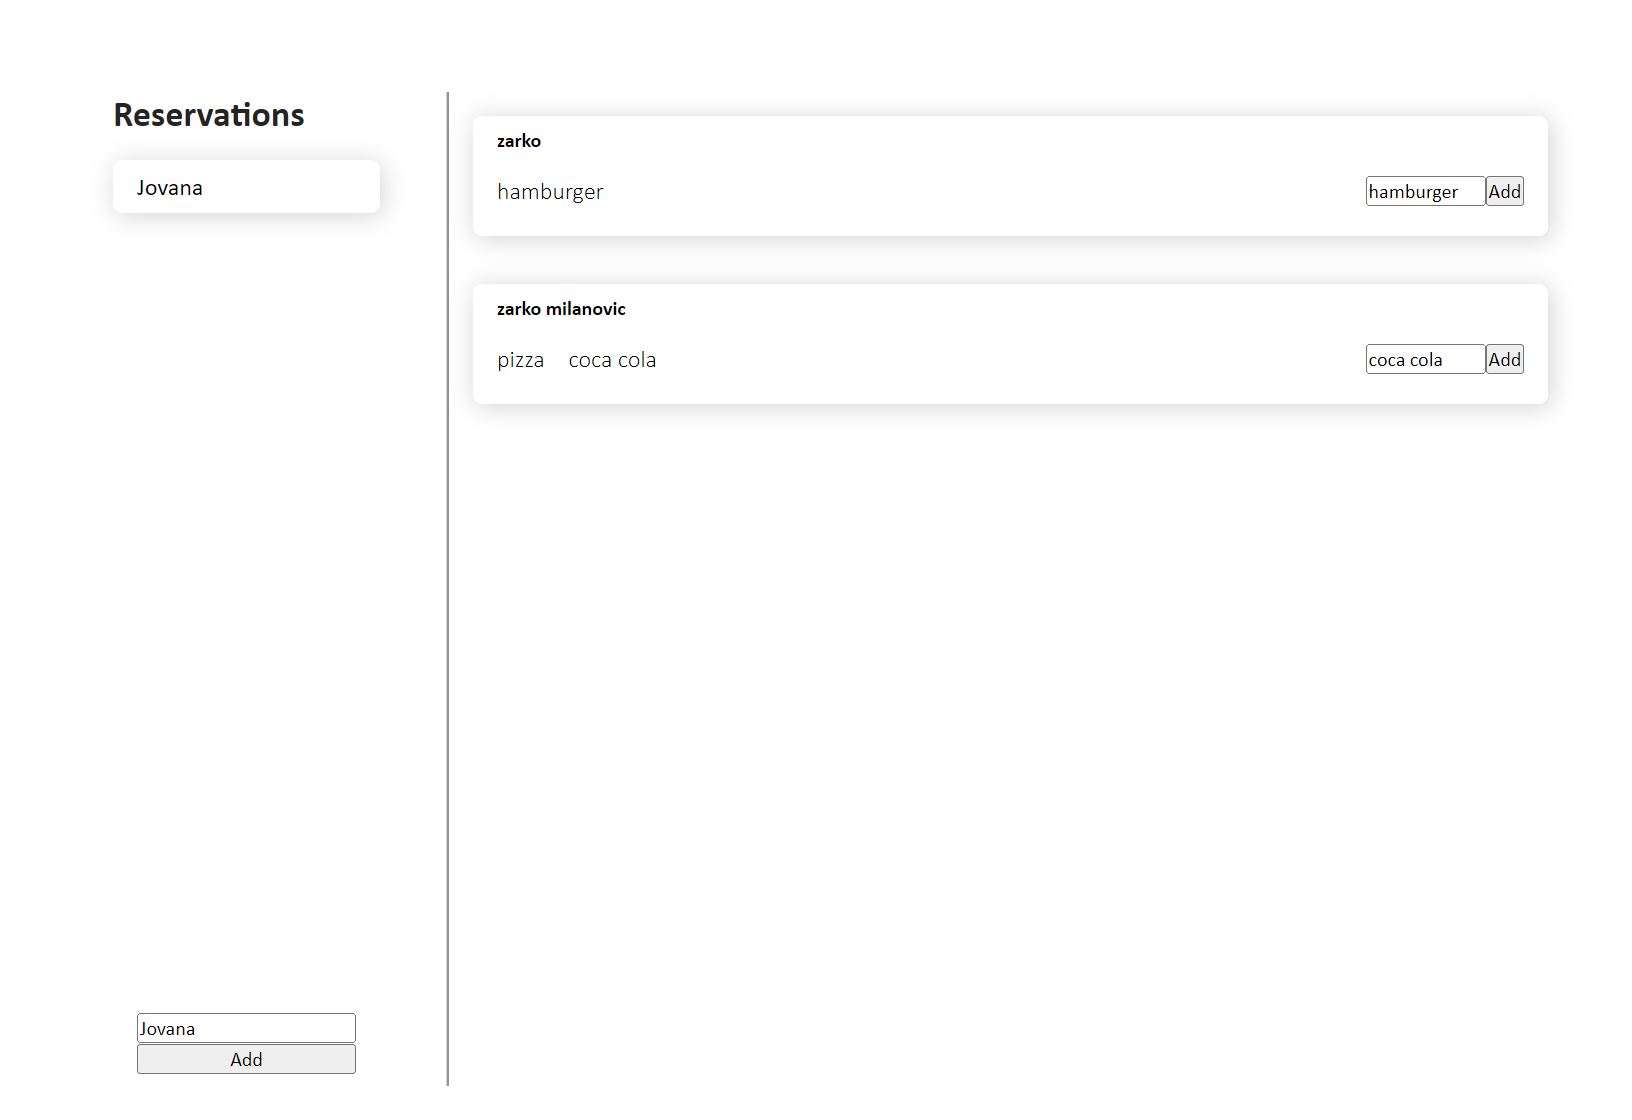 Reservations
Jovana
Jovana
Add
zarko
hamburger
hamburger Add
zarko milanovic
pizza coca cola
coca cola Add